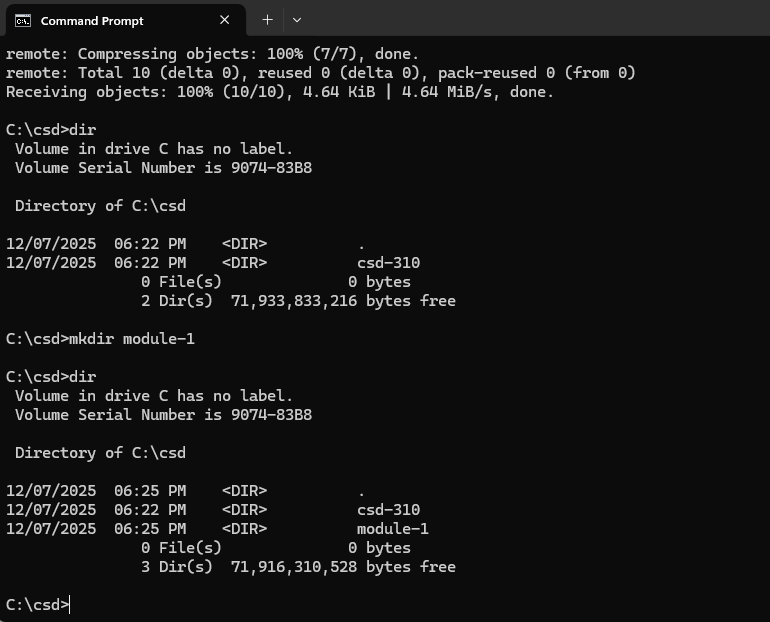 Command Prompt
remote: Compressing objects: 100% (7/7), done.
remote: Total 10 (delta 0), reused 0 (delta 0), pack-reused 0 (from 0)
Receiving objects: 100% (10/10), 4.64 KiB | 4.64 MiB/s, done.
C:\csd>dir
Volume in drive C has no label.
Volume Serial Number is 9074-83B8
Directory of C:\csd
12/07/2025  06:22 PM    <DIR>          .
12/07/2025  06:22 PM    <DIR>          csd-310
0 File(s)              0 bytes
2 Dir(s)  71,933,833,216 bytes free
C:\csd>mkdir module-1
C:\csd>dir
Volume in drive C has no label.
Volume Serial Number is 9074-83B8
Directory of C:\csd
12/07/2025  06:25 PM    <DIR>          .
12/07/2025  06:22 PM    <DIR>          csd-310
12/07/2025  06:25 PM    <DIR>          module-1
0 File(s)              0 bytes
3 Dir(s)  71,916,310,528 bytes free
C:\csd>